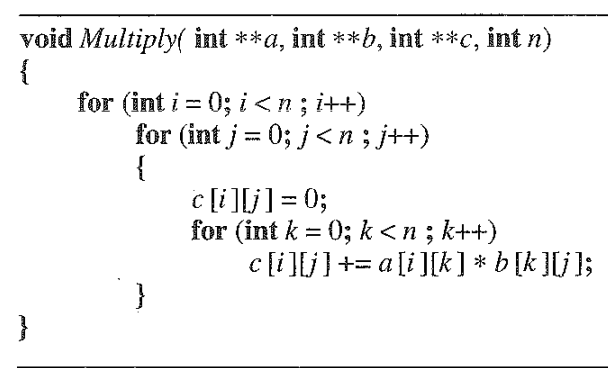 void Multiply( int **a, int **b, int **c, int n)
{
for (int i = 0; i < n ; i++)
for (int j = 0; j < n ; j++)
{
c [i ][j ] = 0;
for (int k = 0; k < n ; k++)
c [i ][j ] += a [i ][k ] * b [k ][j ];
}
}